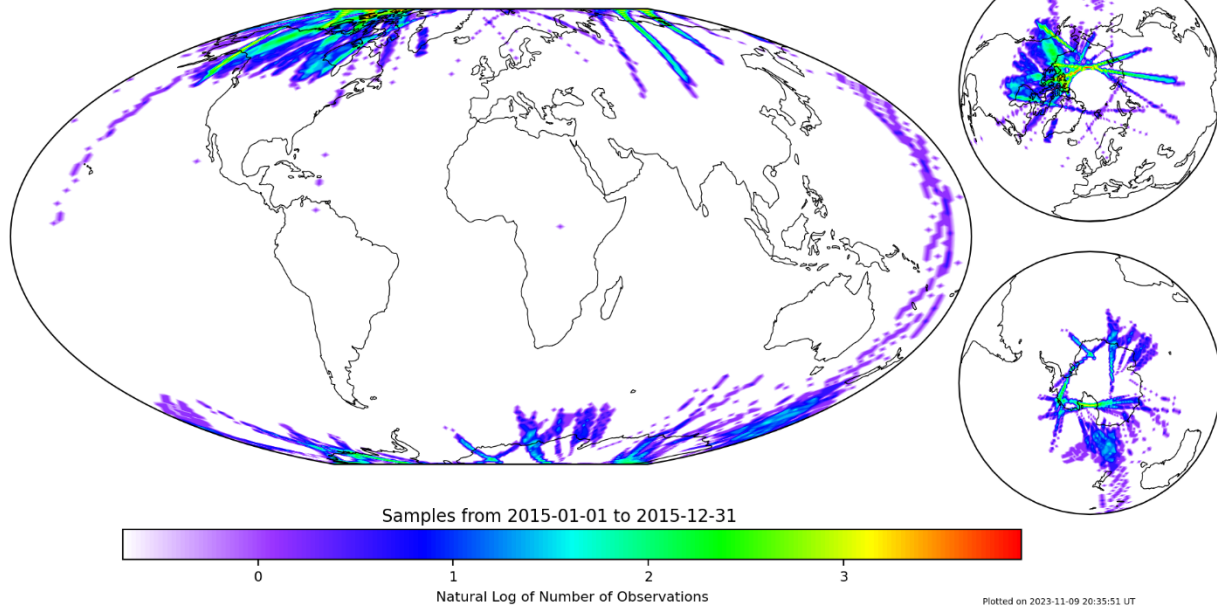 Samples from 2015-01-01 to 2015-12-31
0 1 2 3
Natural Log of Number of Observations
Plotted on 2023-11-09 20:35:51 UT